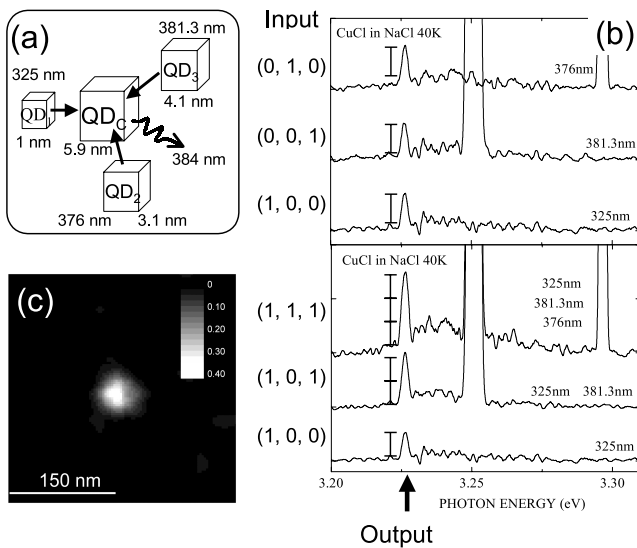 (a)
381.3 nm
QD3
4.1 nm
325 nm
QD1
1 nm
QDC
5.9 nm
384 nm
QD2
376 nm
3.1 nm
Input
(b)
CuCl in NaCl 40K
(0, 1, 0)
376nm
(0, 0, 1)
381.3nm
(1, 0, 0)
325nm
CuCl in NaCl 40K
325nm
381.3nm
(1, 1, 1)
376nm
(1, 0, 1)
325nm 381.3nm
(1, 0, 0)
325nm
3.20 3.25 3.30
PHOTON ENERGY (eV)
Output
(c)
0
0.10
0.20
0.30
0.40
150 nm